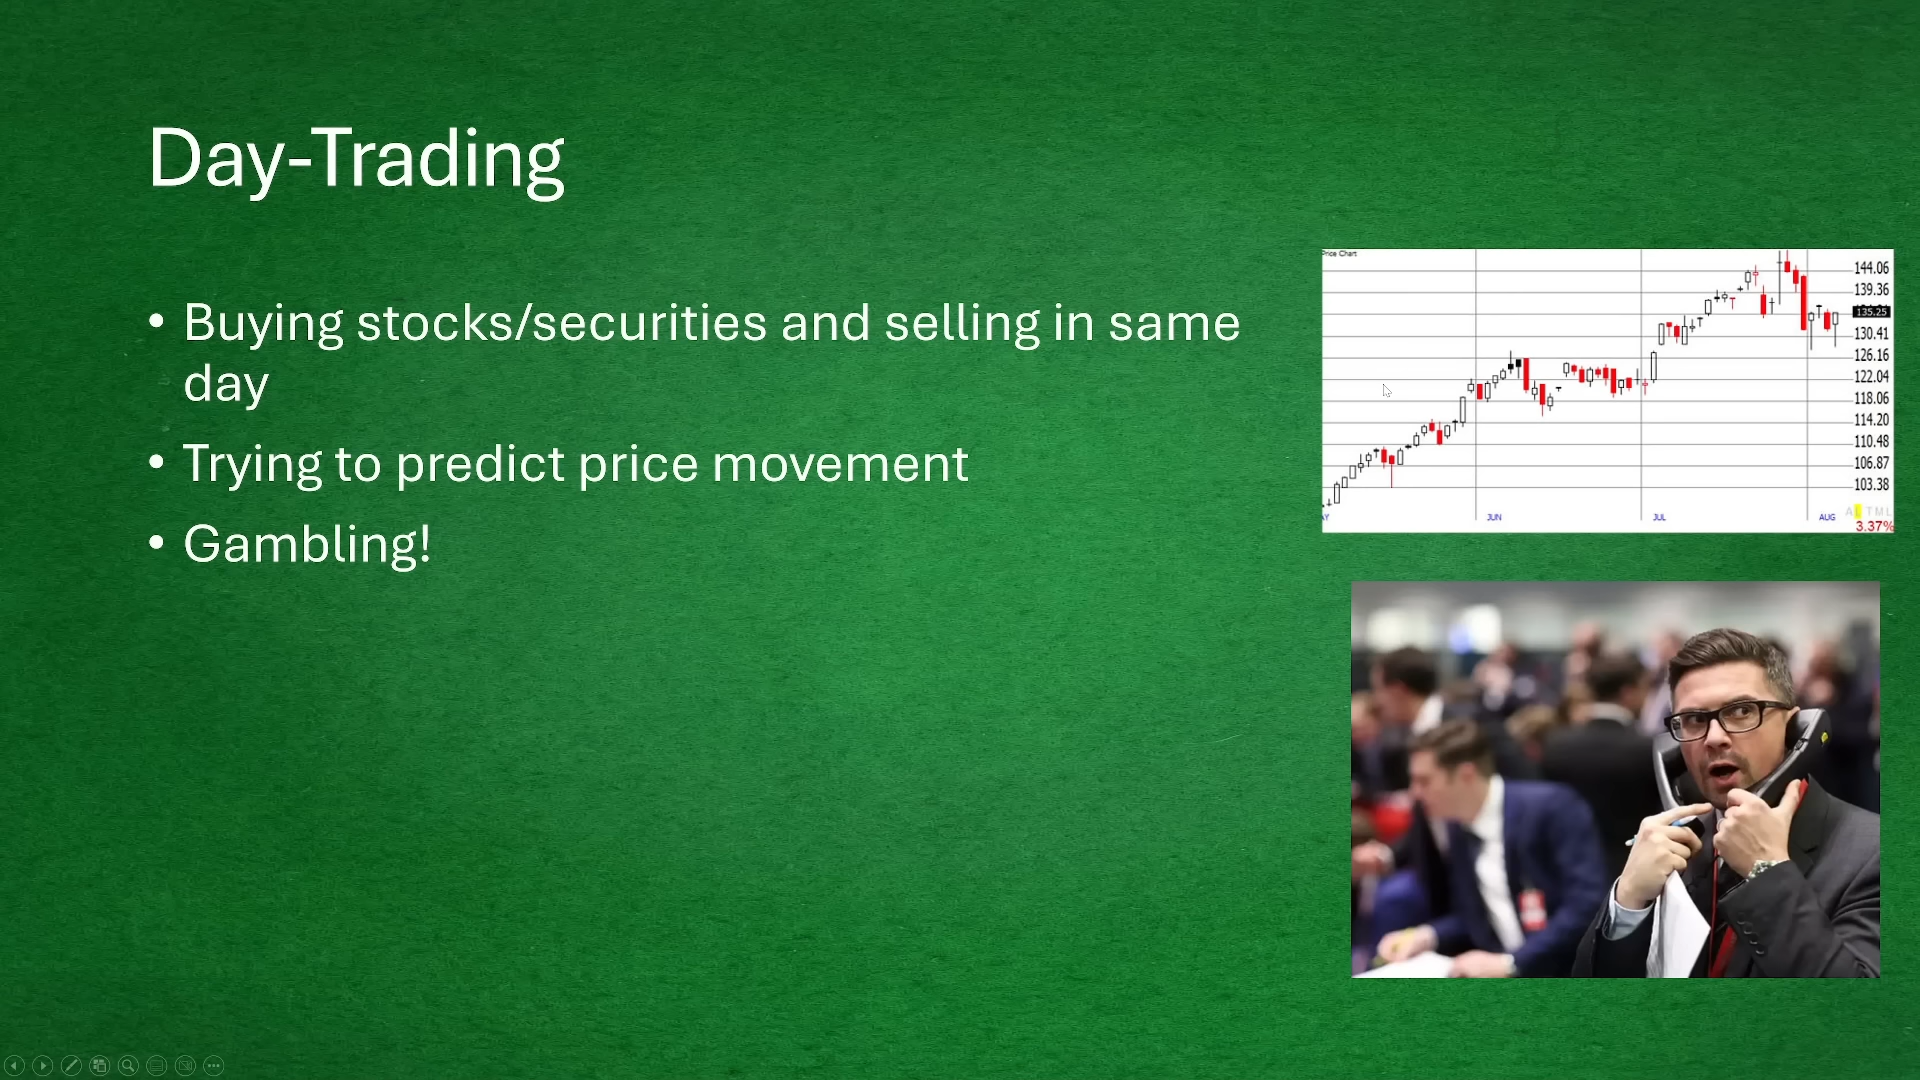 Day-Trading
• Buying stocks/securities and selling in same
day
• Trying to predict price movement
• Gambling!
Price Chart
144.06
139.36
135.25
130.41
126.16
122.04
118.06
114.20
110.48
106.87
103.38
AY JUN JUL AUG
3.37%